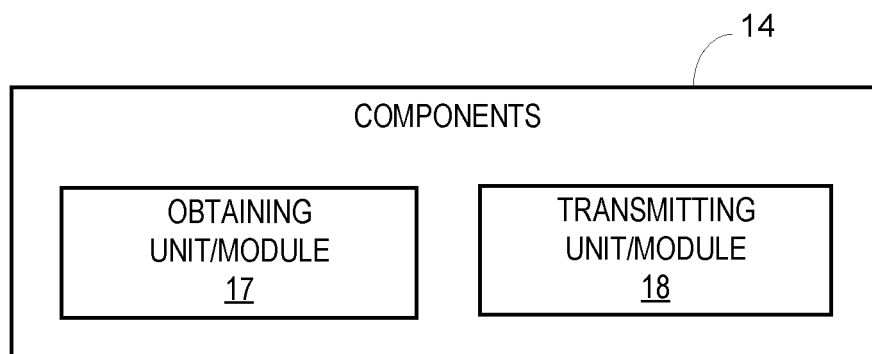 14
COMPONENTS
OBTAINING
UNIT/MODULE
17
TRANSMITTING
UNIT/MODULE
18